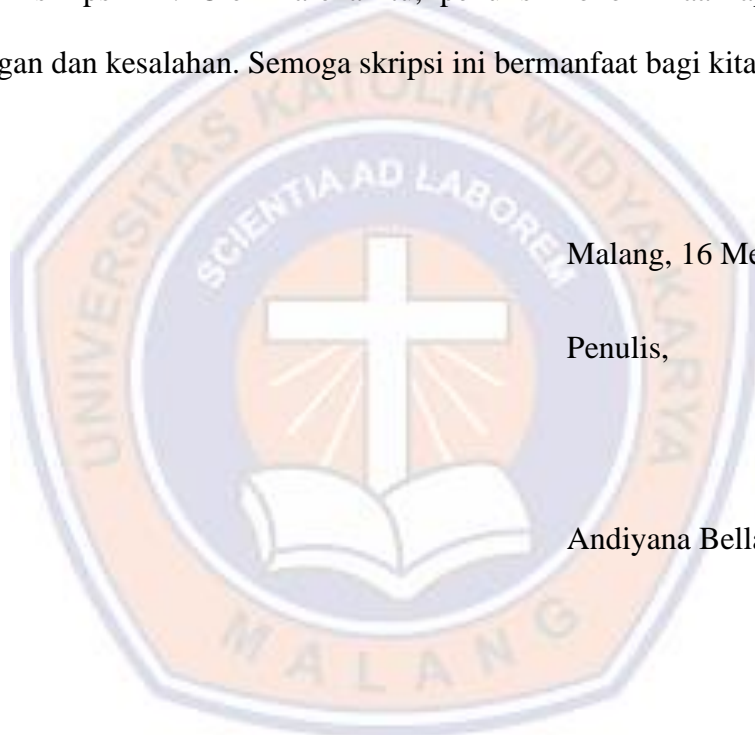 gan dan kesalahan. Semoga skripsi ini bermanfaat bagi kita
Malang, 16 Me
Penulis,
Andiyana Bella
UNIVERSITAS KATOLIK WIDYA KARYA
SCIENTIA AD LABOREM
MALANG